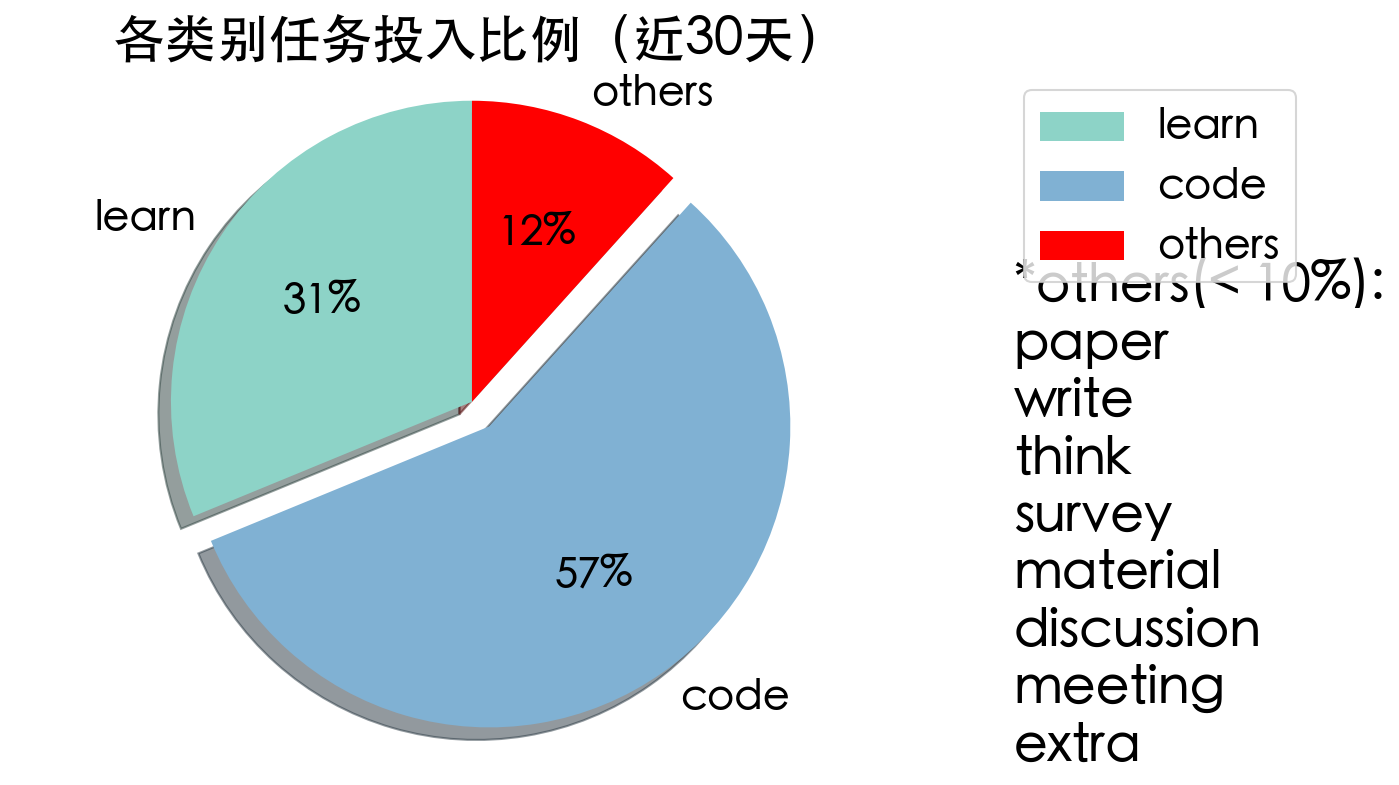 各类别任务投入比例（近30天）
others
learn
12%
31%
57%
code
learn
code
others
*others(< 10%):
paper
write
think
survey
material
discussion
meeting
extra